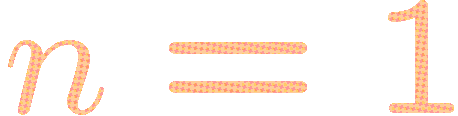 n = 1